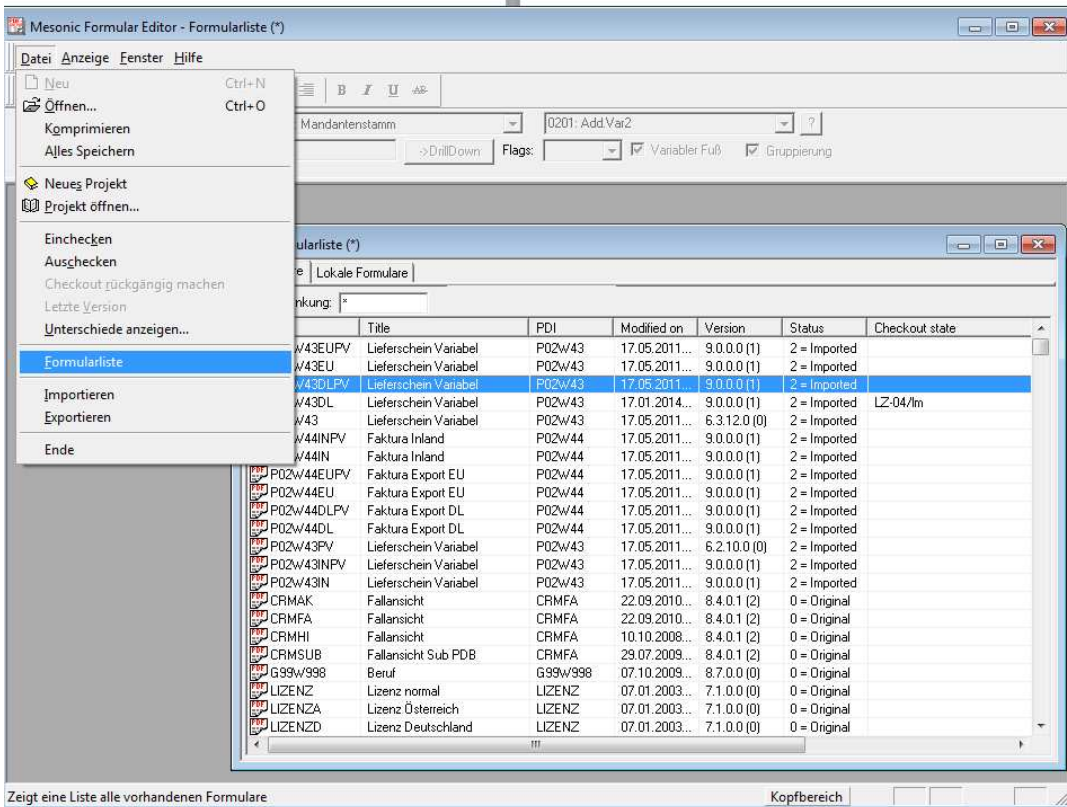 Mesonic Formular Editor - Formularliste (*)
Datei Anzeige Fenster Hilfe
Neu Ctrl+N
Öffnen... Ctrl+O
Komprimieren
Alles Speichern
Neues Projekt
Projekt öffnen...
Einchecken
Auschecken
Checkout rückgängig machen
Letzte Version
Unterschiede anzeigen...
Formularliste
Importieren
Exportieren
Ende
B I U AB
Mandantenstamm 0201: Add.Var2 ?
->DrillDown Flags: Variabler Fuß Gruppierung
ularliste (*)
e Lokale Formulare
nkung: *
Title PDI Modified on Version Status Checkout state
W43EUPV Lieferschein Variabel P02W43 17.05.2011... 9.0.0.0 (1) 2 = Imported
W43EU Lieferschein Variabel P02W43 17.05.2011... 9.0.0.0 (1) 2 = Imported
W43DLPV Lieferschein Variabel P02W43 17.05.2011... 9.0.0.0 (1) 2 = Imported
W43DL Lieferschein Variabel P02W43 17.01.2014... 9.0.0.0 (1) 2 = Imported LZ-04/lm
W43 Lieferschein Variabel P02W43 17.05.2011... 6.3.12.0 (0) 2 = Imported
W44INPV Faktura Inland P02W44 17.05.2011... 9.0.0.0 (1) 2 = Imported
W44IN Faktura Inland P02W44 17.05.2011... 9.0.0.0 (1) 2 = Imported
P02W44EUPV Faktura Export EU P02W44 17.05.2011... 9.0.0.0 (1) 2 = Imported
P02W44EU Faktura Export EU P02W44 17.05.2011... 9.0.0.0 (1) 2 = Imported
P02W44DLPV Faktura Export DL P02W44 17.05.2011... 9.0.0.0 (1) 2 = Imported
P02W44DL Faktura Export DL P02W44 17.05.2011... 9.0.0.0 (1) 2 = Imported
P02W43PV Lieferschein Variabel P02W43 17.05.2011... 6.2.10.0 (0) 2 = Imported
P02W43INPV Lieferschein Variabel P02W43 17.05.2011... 9.0.0.0 (1) 2 = Imported
P02W43IN Lieferschein Variabel P02W43 17.05.2011... 9.0.0.0 (1) 2 = Imported
CRMAK Fallansicht CRMFA 22.09.2010... 8.4.0.1 (2) 0 = Original
CRMFA Fallansicht CRMFA 22.09.2010... 8.4.0.1 (2) 0 = Original
CRMHI Fallansicht CRMFA 10.10.2008... 8.4.0.1 (2) 0 = Original
CRMSUB Fallansicht Sub PDB CRMFA 29.07.2009... 8.4.0.1 (2) 0 = Original
G99W998 Beruf G99W998 07.10.2009... 8.7.0.0 (0) 0 = Original
LIZENZ Lizenz normal LIZENZ 07.01.2003... 7.1.0.0 (0) 0 = Original
LIZENZA Lizenz Österreich LIZENZ 07.01.2003... 7.1.0.0 (0) 0 = Original
LIZENZD Lizenz Deutschland LIZENZ 07.01.2003... 7.1.0.0 (0) 0 = Original
Zeigt eine Liste alle vorhandenen Formulare Kopfbereich